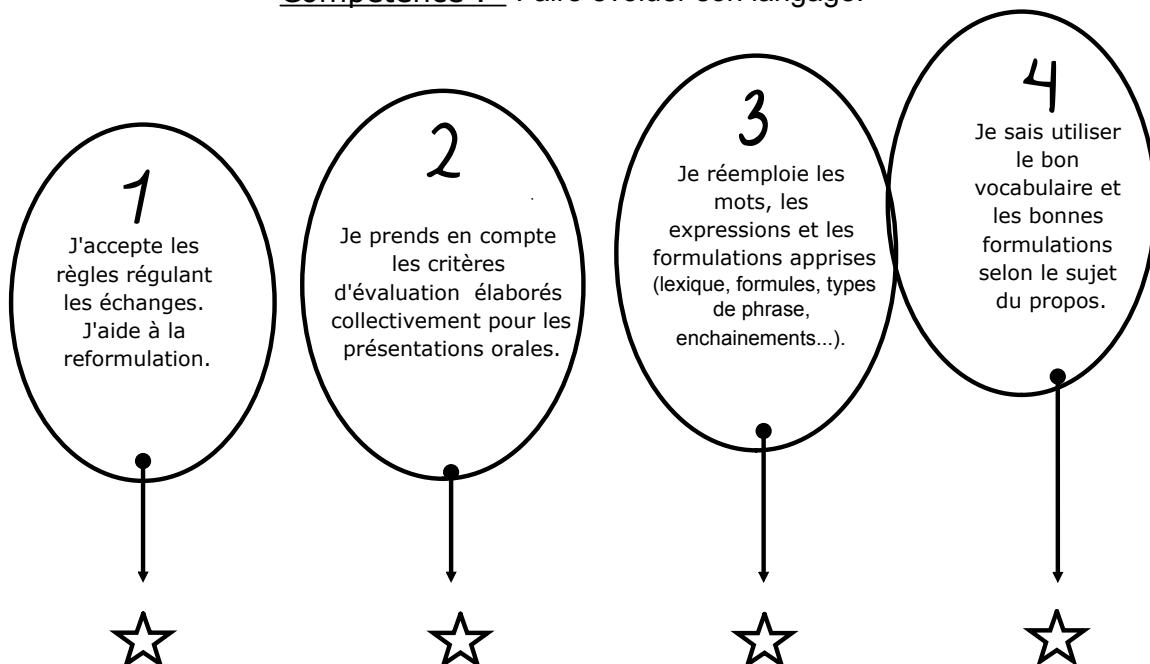 Compétence : Faire évoluer son langage.
1
J'accepte les
règles régulant
les échanges.
J'aide à la
reformulation.
2
Je prends en compte
les critères
d'évaluation élaborés
collectivement pour les
présentations orales.
3
Je réemploie les
mots, les
expressions et les
formulations apprises
(lexique, formules, types
de phrase,
enchainements...).
4
Je sais utiliser
le bon
vocabulaire et
les bonnes
formulations
selon le sujet
du propos.